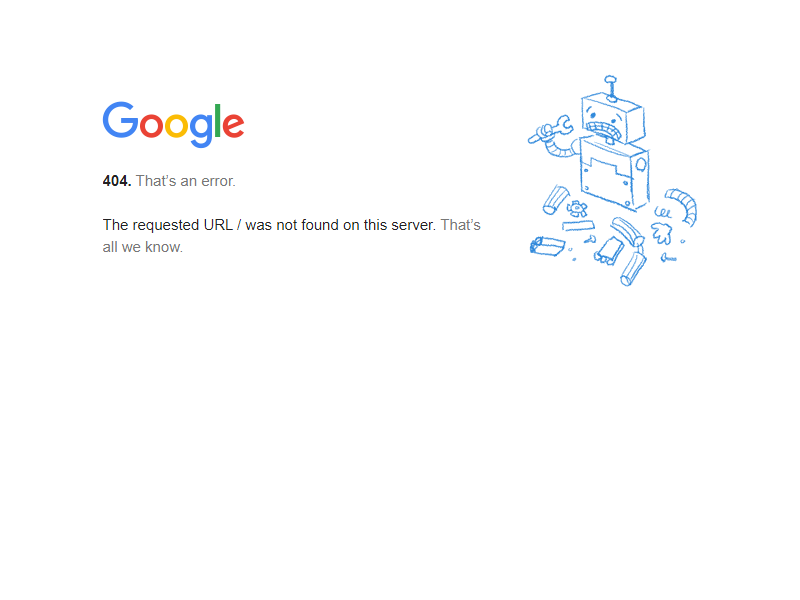 Google
404. That’s an error.
The requested URL / was not found on this server. That’s
all we know.